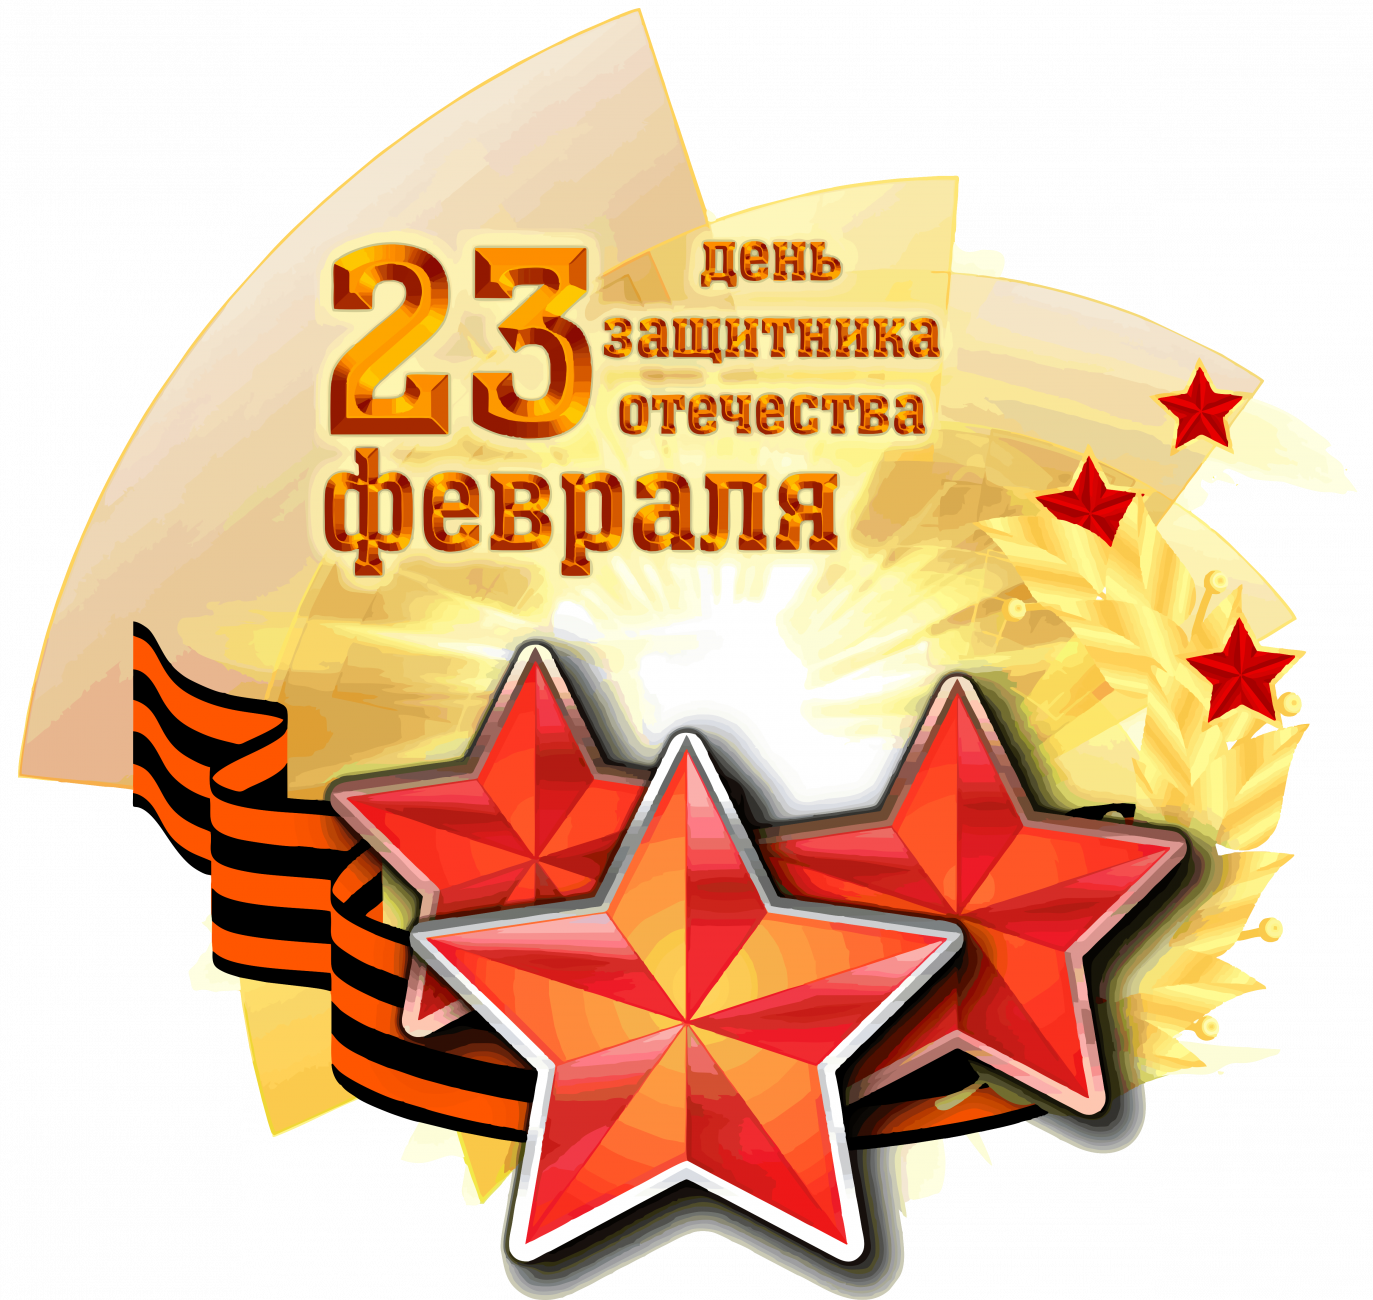 23
февраля
день
защитника
отечества